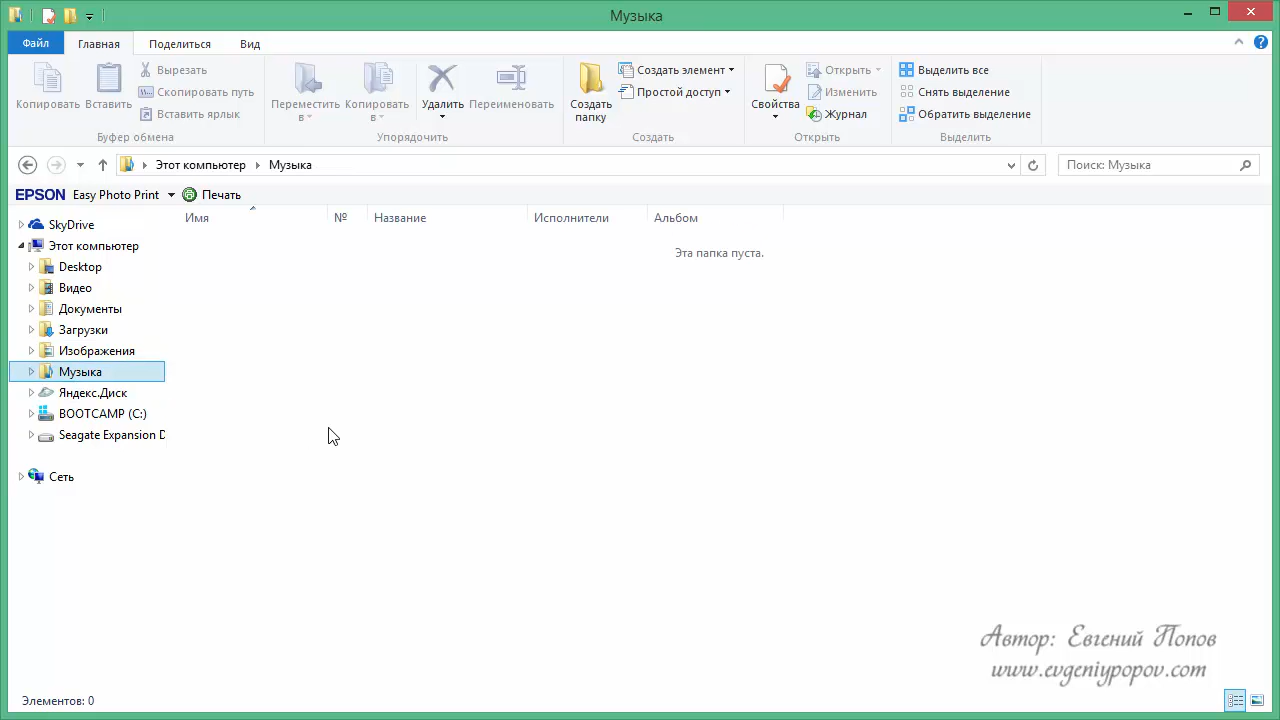 Музыка
Файл
Главная
Поделиться
Вид
Копировать
Вставить
Вырезать
Скопировать путь
Вставить ярлык
Буфер обмена
Переместить в
Копировать в
Удалить
Переименовать
Упорядочить
Создать папку
Создать элемент
Простой доступ
Создать
Свойства
Открыть
Изменить
Журнал
Открыть
Выделить все
Снять выделение
Обратить выделение
Выделить
Этот компьютер
Музыка
Поиск: Музыка
EPSON Easy Photo Print
Печать
Имя
№
Название
Исполнители
Альбом
Эта папка пуста.
SkyDrive
Этот компьютер
Desktop
Видео
Документы
Загрузки
Изображения
Музыка
Яндекс.Диск
BOOTCAMP (C:)
Seagate Expansion D
Сеть
Автор: Евгений Попов
www.evgeniypopov.com
Элементов: 0